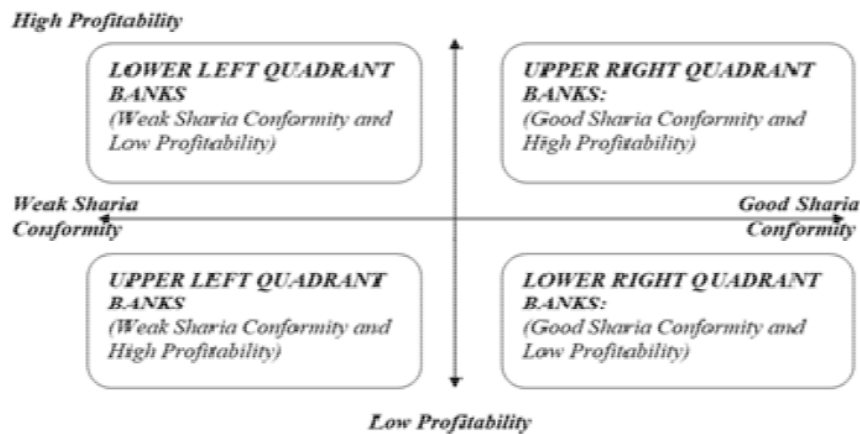 High Profitability
LOWER LEFT QUADRANT
BANKS
(Weak Sharia Conformity and
Low Profitability)
UPPER RIGHT QUADRANT
BANKS:
(Good Sharia Conformity and
High Profitability)
Weak Sharia
Conformity
Good Sharia
Conformity
UPPER LEFT QUADRANT
BANKS
(Weak Sharia Conformity and
High Profitability)
LOWER RIGHT QUADRANT
BANKS:
(Good Sharia Conformity and
Low Profitability)
Low Profitability